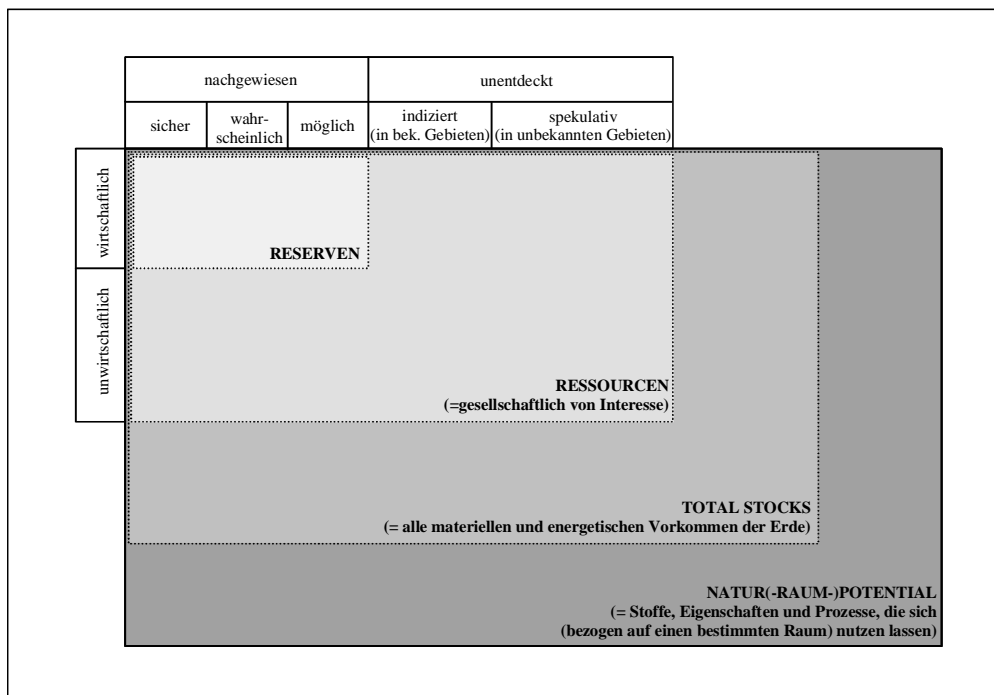 nachgewiesen
unentdeckt
sicher
wahr-
scheinlich
möglich
indiziert
(in bek. Gebieten)
spekulativ
(in unbekannten Gebieten)
wirtschaftlich
unwirtschaftlich
RESERVEN
RESSOURCEN
(=gesellschaftlich von Interesse)
TOTAL STOCKS
(= alle materiellen und energetischen Vorkommen der Erde)
NATUR(-RAUM-)POTENTIAL
(= Stoffe, Eigenschaften und Prozesse, die sich
(bezogen auf einen bestimmten Raum) nutzen lassen)